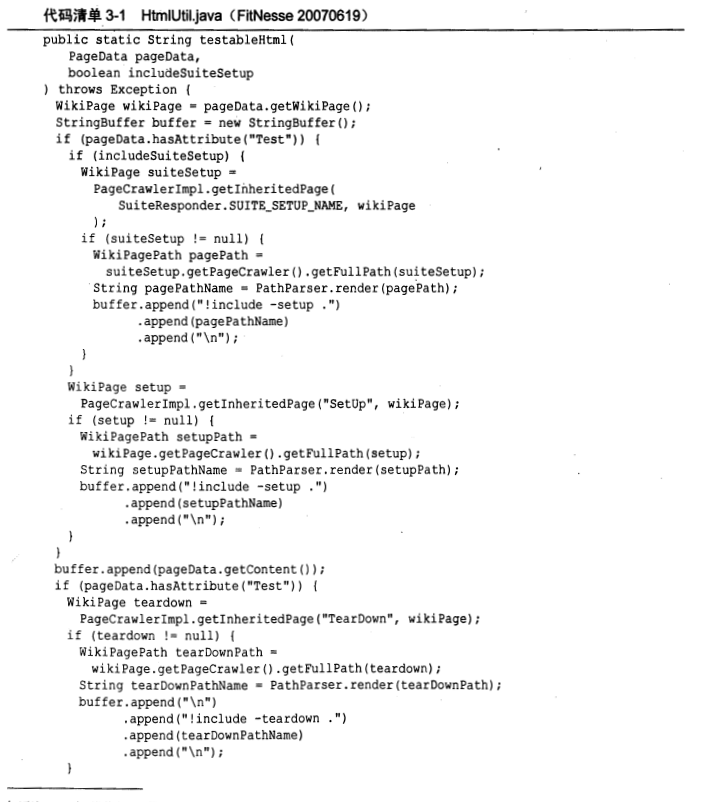 代码清单 3-1 HtmlUtil.java（FitNesse 20070619）
public static String testableHtml(
PageData pageData,
boolean includeSuiteSetup
) throws Exception {
WikiPage wikiPage = pageData.getWikiPage();
StringBuffer buffer = new StringBuffer();
if (pageData.hasAttribute("Test")) {
if (includeSuiteSetup) {
WikiPage suiteSetup =
PageCrawlerImpl.getInheritedPage(
SuiteResponder.SUITE_SETUP_NAME, wikiPage
);
if (suiteSetup != null) {
WikiPagePath pagePath =
suiteSetup.getPageCrawler().getFullPath(suiteSetup);
String pagePathName = PathParser.render(pagePath);
buffer.append("!include -setup .")
.append(pagePathName)
.append("\n");
}
}
WikiPage setup =
PageCrawlerImpl.getInheritedPage("SetUp", wikiPage);
if (setup != null) {
WikiPagePath setupPath =
wikiPage.getPageCrawler().getFullPath(setup);
String setupPathName = PathParser.render(setupPath);
buffer.append("!include -setup .")
.append(setupPathName)
.append("\n");
}
}
buffer.append(pageData.getContent());
if (pageData.hasAttribute("Test")) {
WikiPage teardown =
PageCrawlerImpl.getInheritedPage("TearDown", wikiPage);
if (teardown != null) {
WikiPagePath tearDownPath =
wikiPage.getPageCrawler().getFullPath(teardown);
String tearDownPathName = PathParser.render(tearDownPath);
buffer.append("\n")
.append("!include -teardown .")
.append(tearDownPathName)
.append("\n");
}